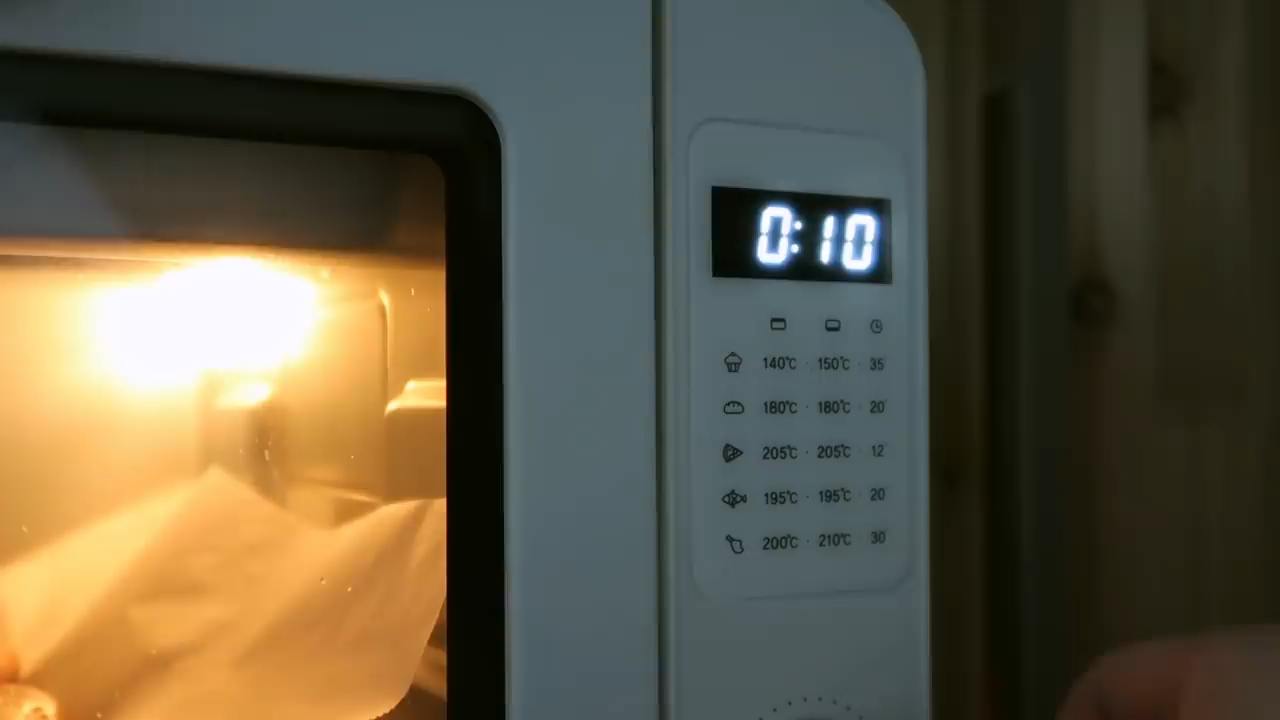 0:10
140℃ · 150℃ · 35'
180℃ · 180℃ · 20'
205℃ · 205℃ · 12'
195℃ · 195℃ · 20'
200℃ · 210℃ · 30'